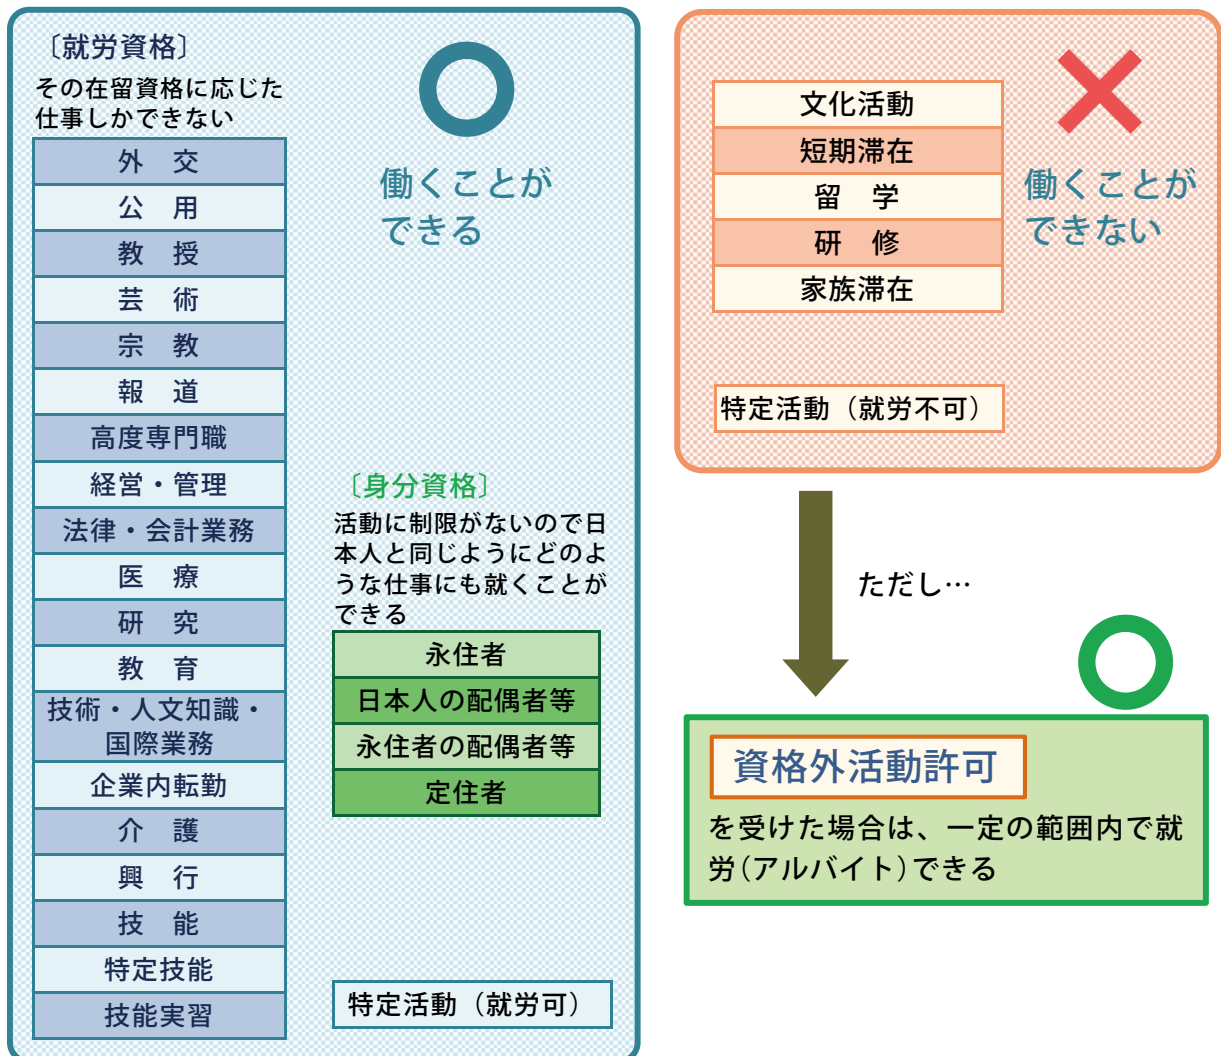 〔就労資格〕
その在留資格に応じた
仕事しかできない
外　交
公　用
教　授
芸　術
宗　教
報　道
高度専門職
経営・管理
法律・会計業務
医　療
研　究
教　育
技術・人文知識・
国際業務
企業内転勤
介　護
興　行
技　能
特定技能
技能実習
働くことが
できる
〔身分資格〕
活動に制限がないので日
本人と同じようにどのよ
うな仕事にも就くことが
できる
永住者
日本人の配偶者等
永住者の配偶者等
定住者
特定活動（就労可）
文化活動
短期滞在
留　学
研　修
家族滞在
特定活動（就労不可）
働くことが
できない
ただし…
資格外活動許可
を受けた場合は、一定の範囲内で就
労(アルバイト)できる